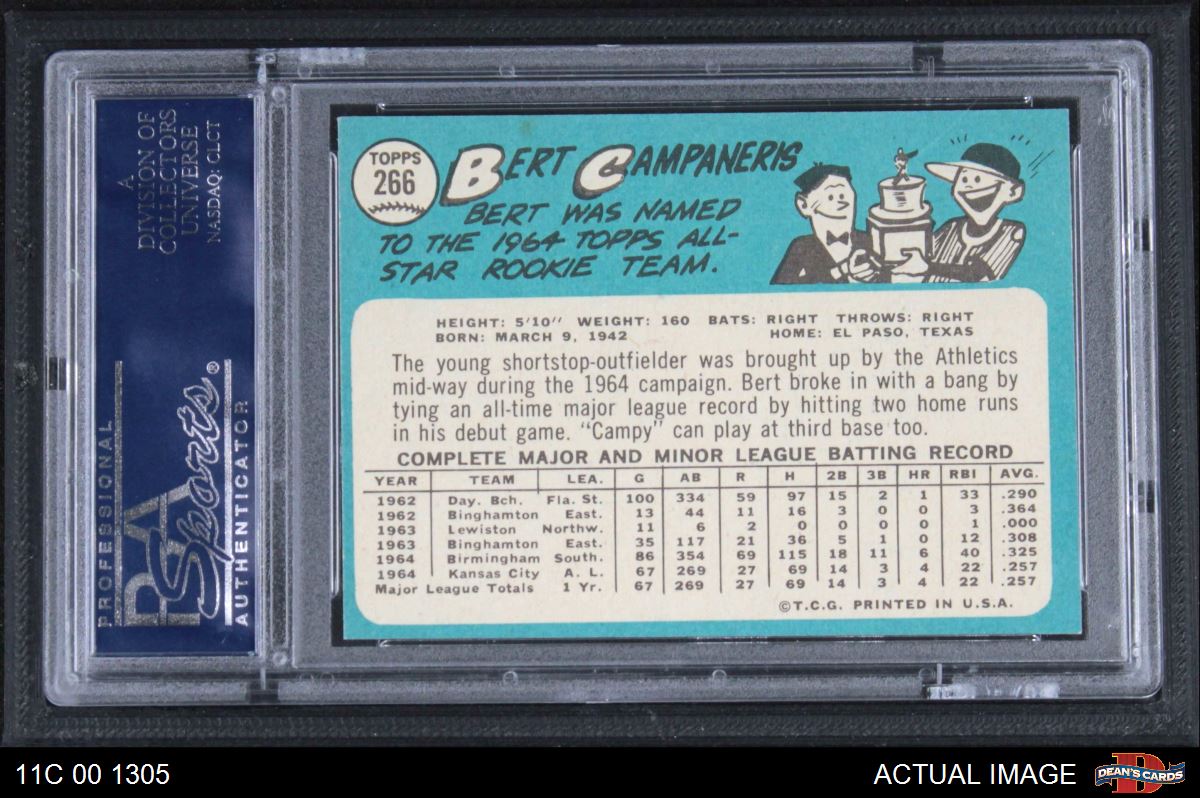 A
DIVISION OF
COLLECTORS
UNIVERSE
NASDAQ: CLCT
PROFESSIONAL
PSA
Sports®
AUTHENTICATOR
TOPPS
266
BERT CAMPANERIS
BERT WAS NAMED
TO THE 1964 TOPPS ALL-
STAR ROOKIE TEAM.
HEIGHT: 5'10" WEIGHT: 160 BATS: RIGHT THROWS: RIGHT
BORN: MARCH 9, 1942 HOME: EL PASO, TEXAS
The young shortstop-outfielder was brought up by the Athletics
mid-way during the 1964 campaign. Bert broke in with a bang by
tying an all-time major league record by hitting two home runs
in his debut game. "Campy" can play at third base too.
COMPLETE MAJOR AND MINOR LEAGUE BATTING RECORD
YEAR TEAM LEA. G AB R H 2B 3B HR RBI AVG.
1962 Day. Bch. Fla. St. 100 334 59 97 15 2 1 33 .290
1962 Binghamton East. 13 44 11 16 3 0 0 3 .364
1963 Lewiston Northw. 11 6 2 0 0 0 0 1 .000
1963 Binghamton East. 35 117 21 36 5 1 0 12 .308
1964 Birmingham South. 86 354 69 115 18 11 6 40 .325
1964 Kansas City A. L. 67 269 27 69 14 3 4 22 .257
Major League Totals 1 Yr. 67 269 27 69 14 3 4 22 .257
©T.C.G. PRINTED IN U.S.A.
11C 00 1305
ACTUAL IMAGE
D
DEAN'S CARDS